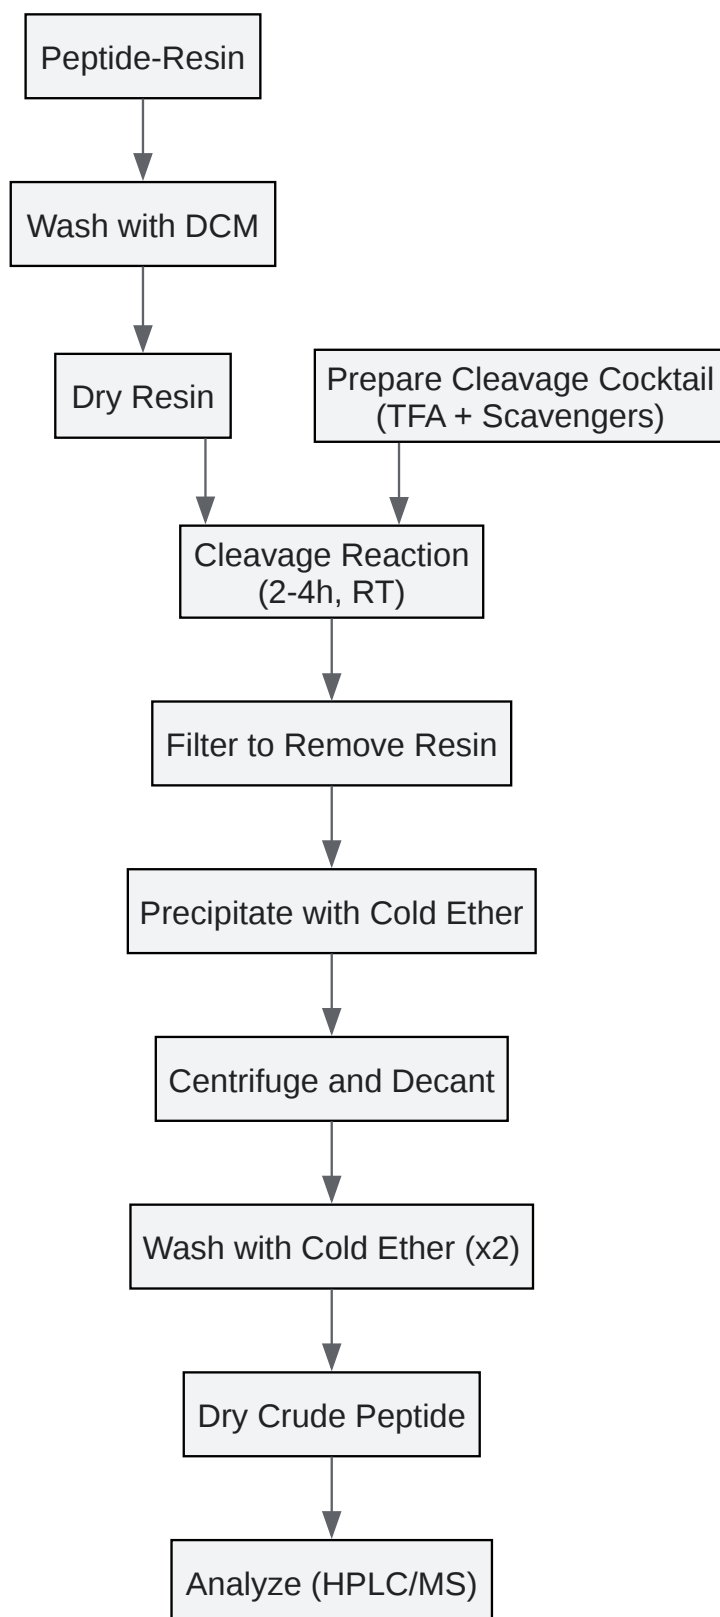 Peptide-Resin
Wash with DCM
Dry Resin
Prepare Cleavage Cocktail
(TFA + Scavengers)
Cleavage Reaction
(2-4h, RT)
Filter to Remove Resin
Precipitate with Cold Ether
Centrifuge and Decant
Wash with Cold Ether (x2)
Dry Crude Peptide
Analyze (HPLC/MS)